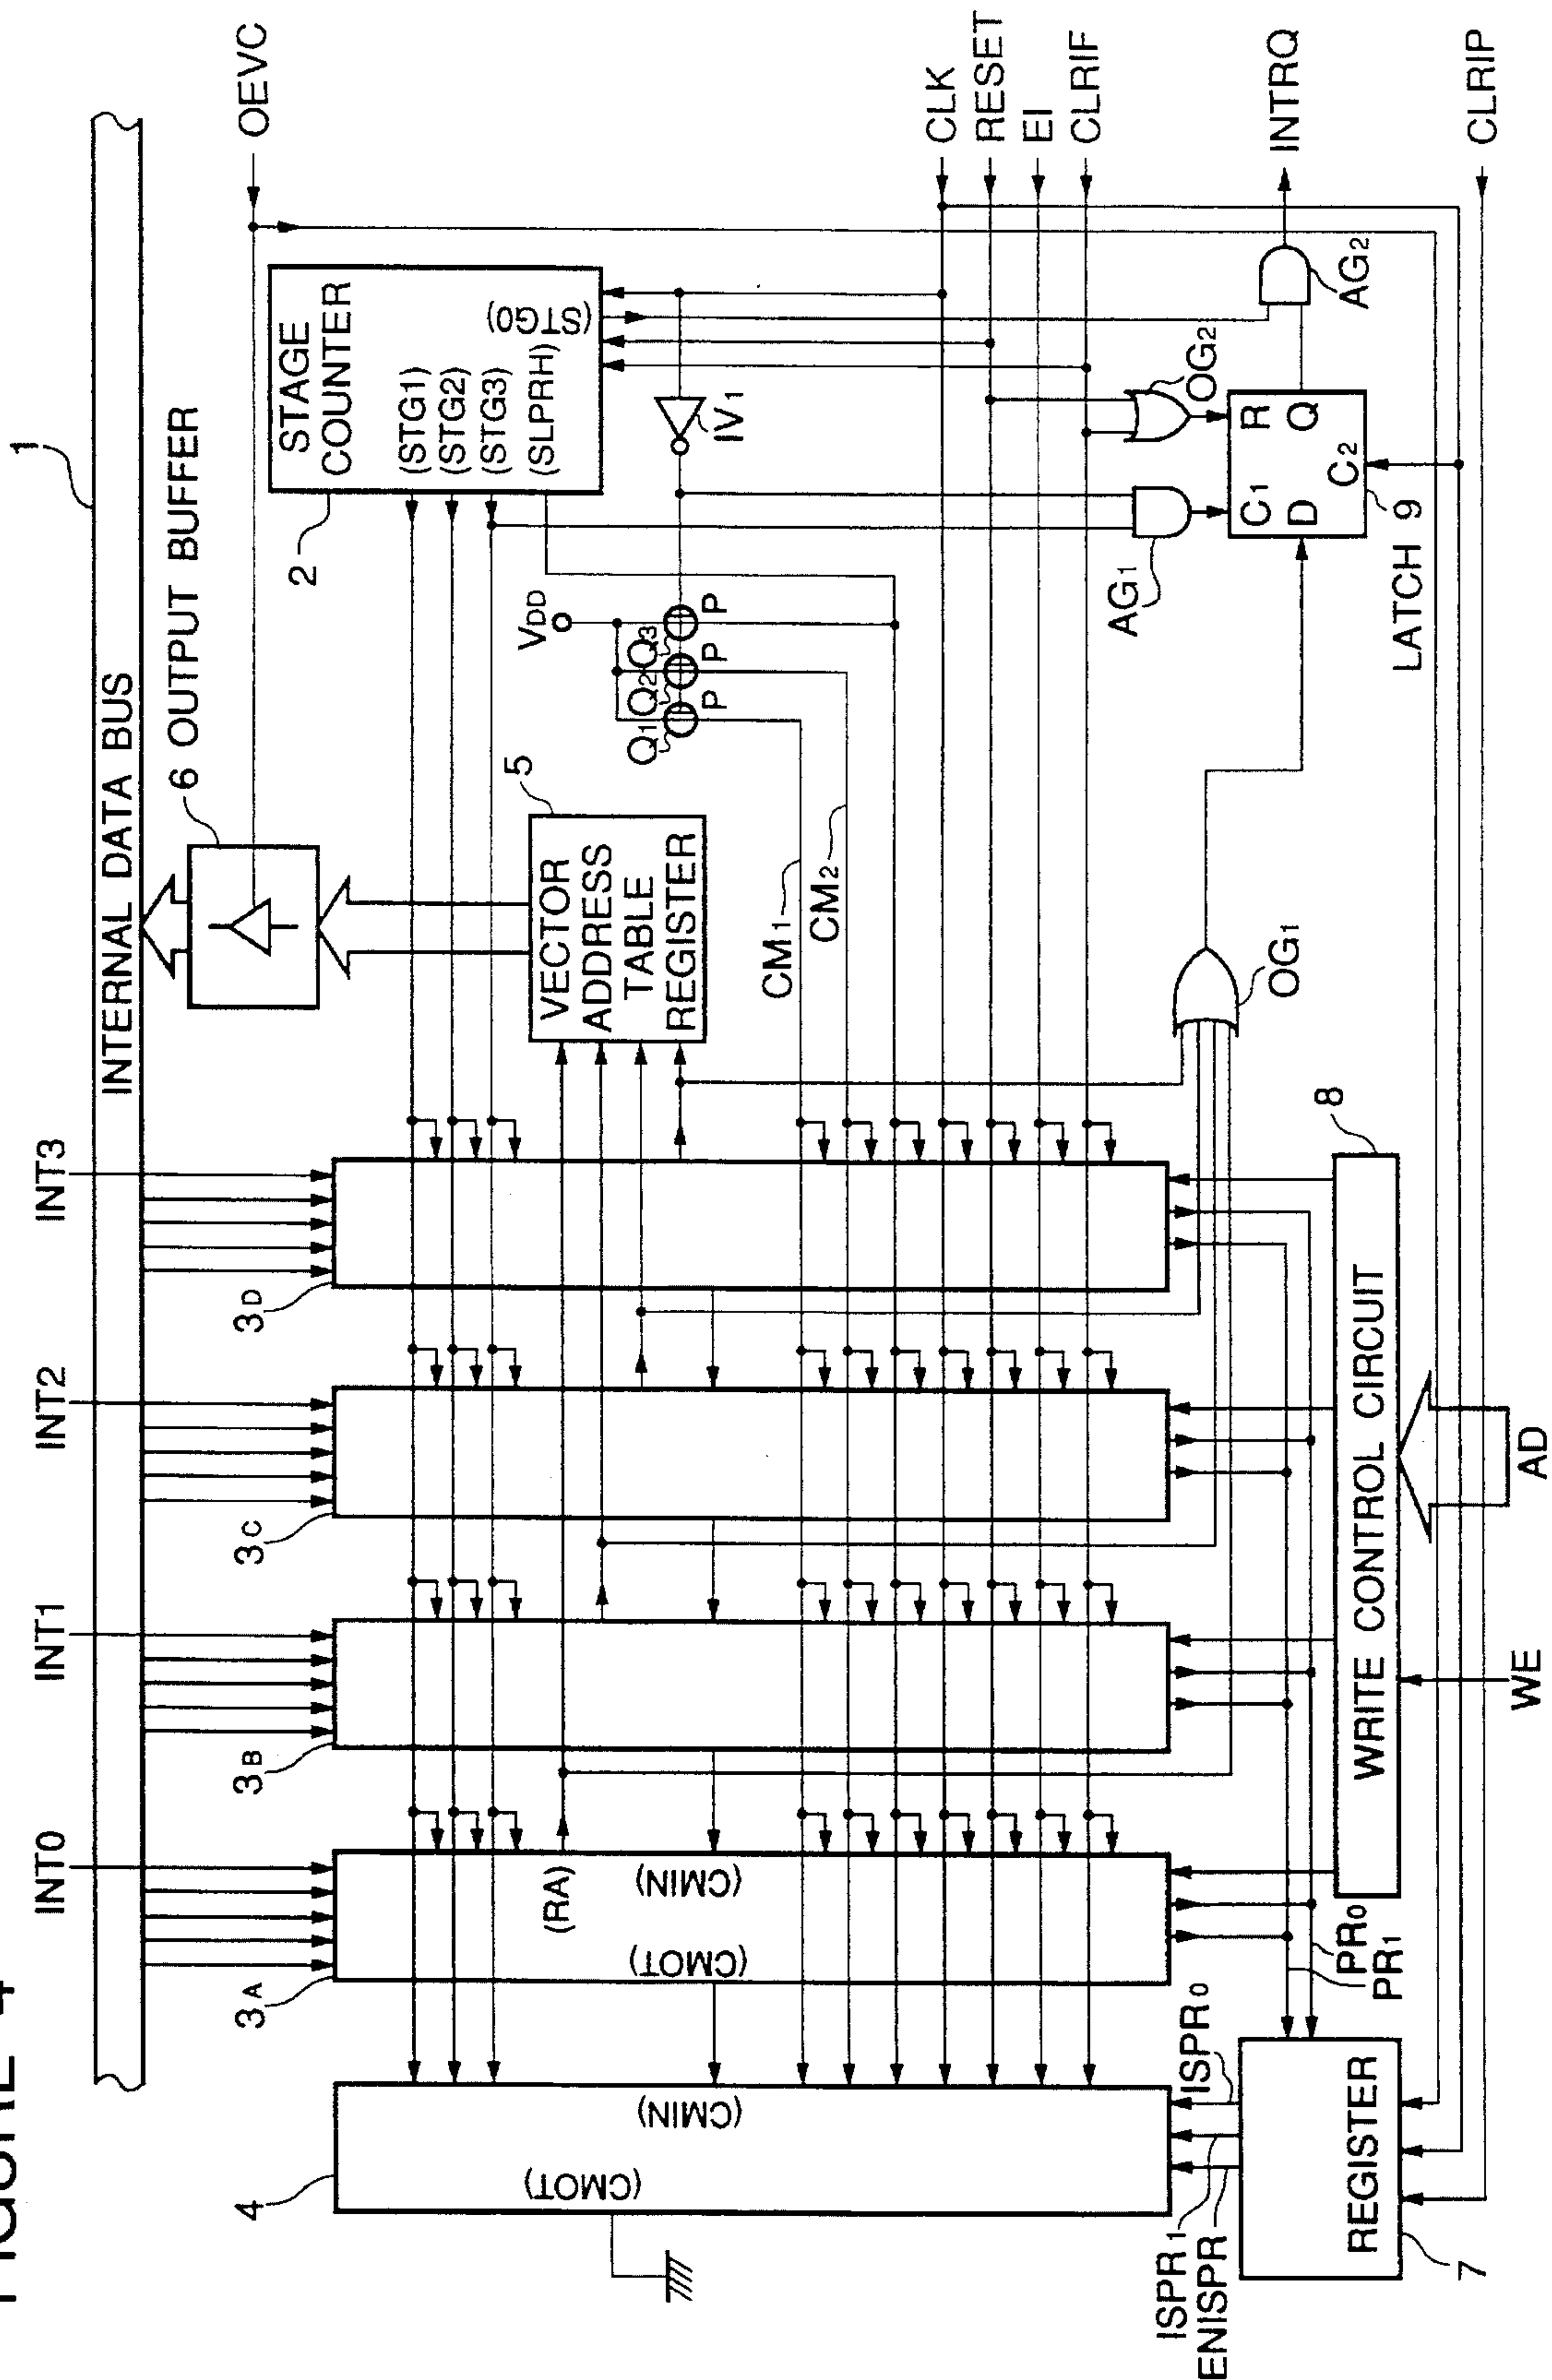 FIGURE 4
1
INTERNAL DATA BUS
INT0
INT1
INT2
INT3
6 OUTPUT BUFFER
OEVC
2
STAGE
COUNTER
(STG1)
(STG2)
(STG3)
(SLPRH)
(STG0)
3A
3B
3C
3D
4
5
VECTOR
ADDRESS
TABLE
REGISTER
VDD
Q1
Q2
Q3
P
P
P
IV1
(RA)
(CMIN)
(CMOT)
(CMIN)
(CMOT)
CM1
CM2
CLK
RESET
EI
CLRIF
AG1
OG2
C1
R
D
Q
C2
LATCH 9
AG2
INTRQ
OG1
8
WRITE CONTROL CIRCUIT
PR0
PR1
ISPR0
ISPR1
ENISPR
REGISTER
7
WE
AD
CLRIP